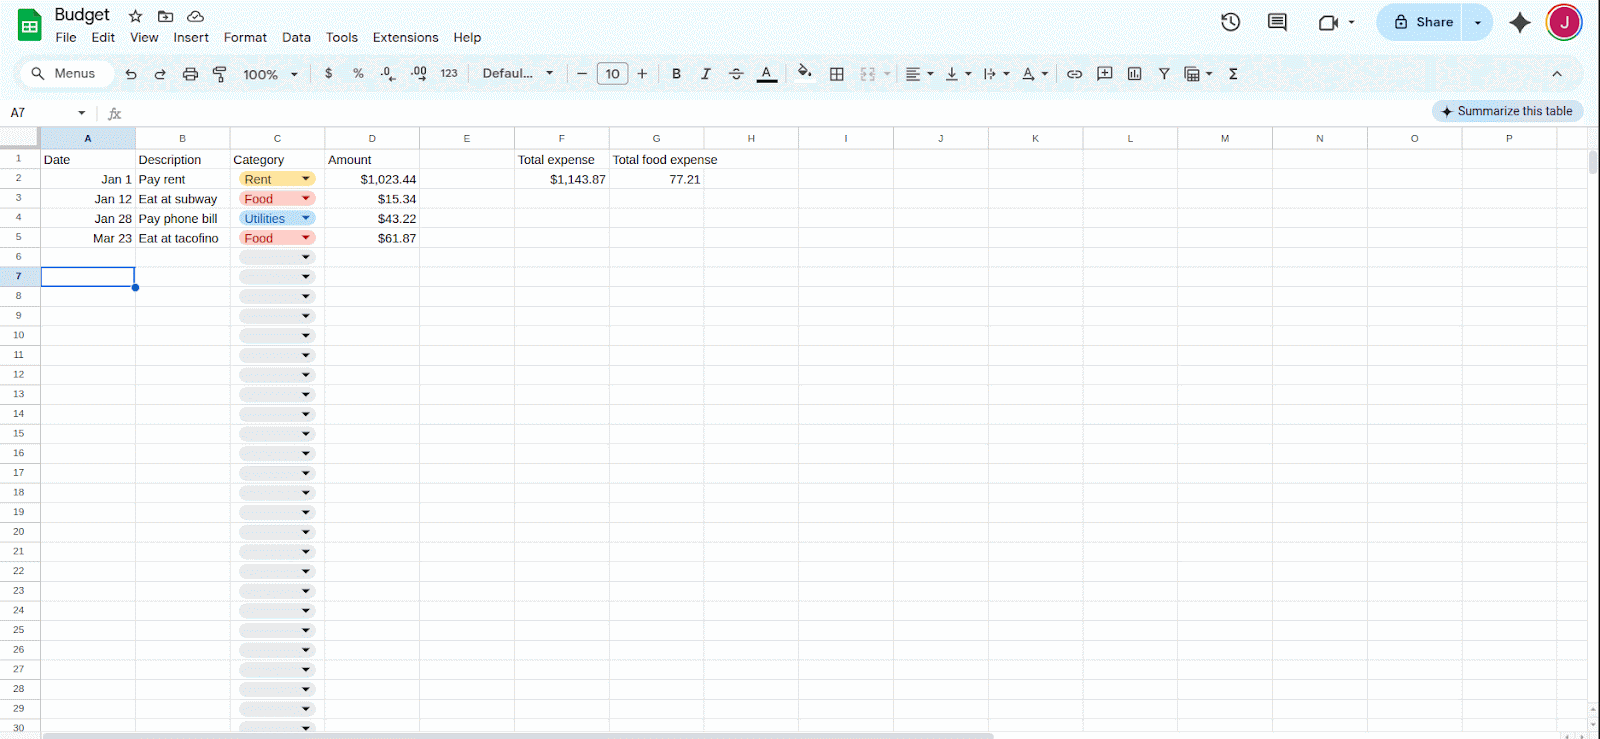 Budget
File Edit View Insert Format Data Tools Extensions Help
Share
J
Menus
100%
$ % .0 .00 123
Defaul...
10
B I A
A7
fx
Summarize this table
A B C D E F G H I J K L M N O P
1 Date Description Category Amount Total expense Total food expense
2 Jan 1 Pay rent Rent $1,023.44 $1,143.87 77.21
3 Jan 12 Eat at subway Food $15.34
4 Jan 28 Pay phone bill Utilities $43.22
5 Mar 23 Eat at tacofino Food $61.87
6
7
8
9
10
11
12
13
14
15
16
17
18
19
20
21
22
23
24
25
26
27
28
29
30